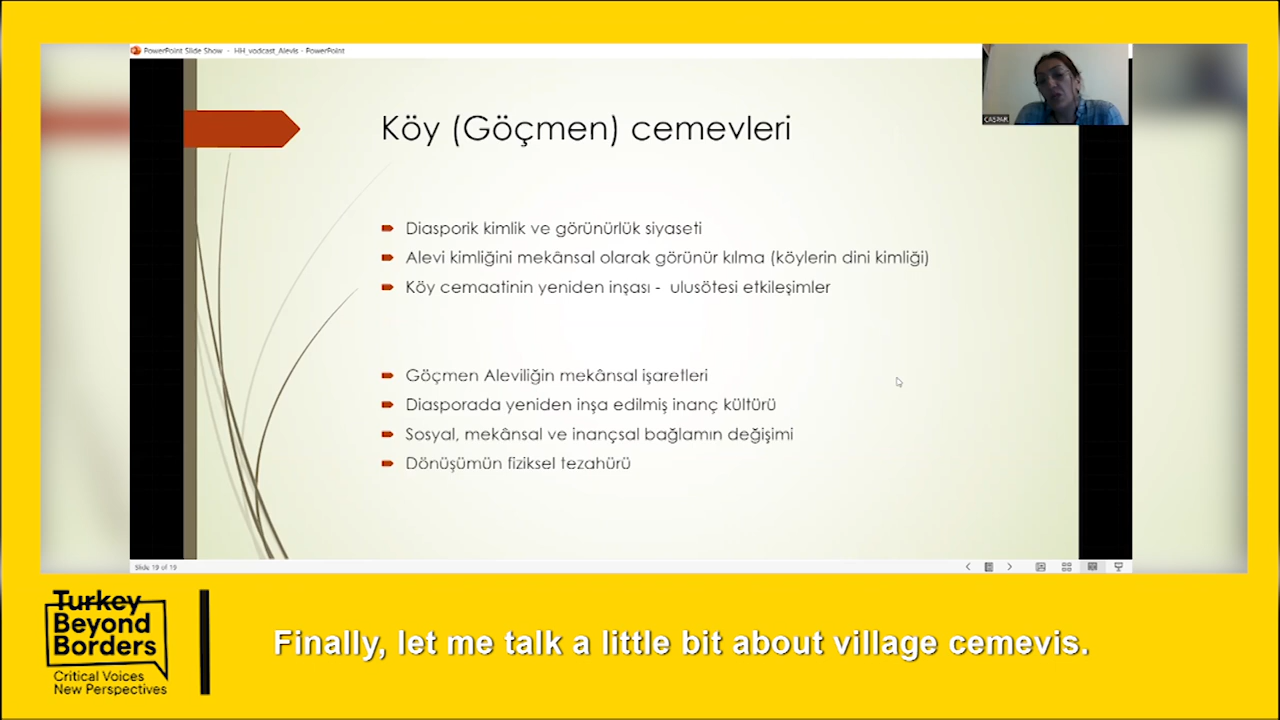 PowerPoint Slide Show - HH_vodcast_Alevis - PowerPoint
CASPAR
Köy (Göçmen) cemevleri
Diasporik kimlik ve görünürlük siyaseti
Alevi kimliğini mekânsal olarak görünür kılma (köylerin dini kimliği)
Köy cemaatinin yeniden inşası - ulusötesi etkileşimler
Göçmen Aleviliğin mekânsal işaretleri
Diasporada yeniden inşa edilmiş inanç kültürü
Sosyal, mekânsal ve inançsal bağlamın değişimi
Dönüşümün fiziksel tezahürü
Slide 19 of 19
Turkey
Beyond
Borders
Critical Voices
New Perspectives
Finally, let me talk a little bit about village cemevis.